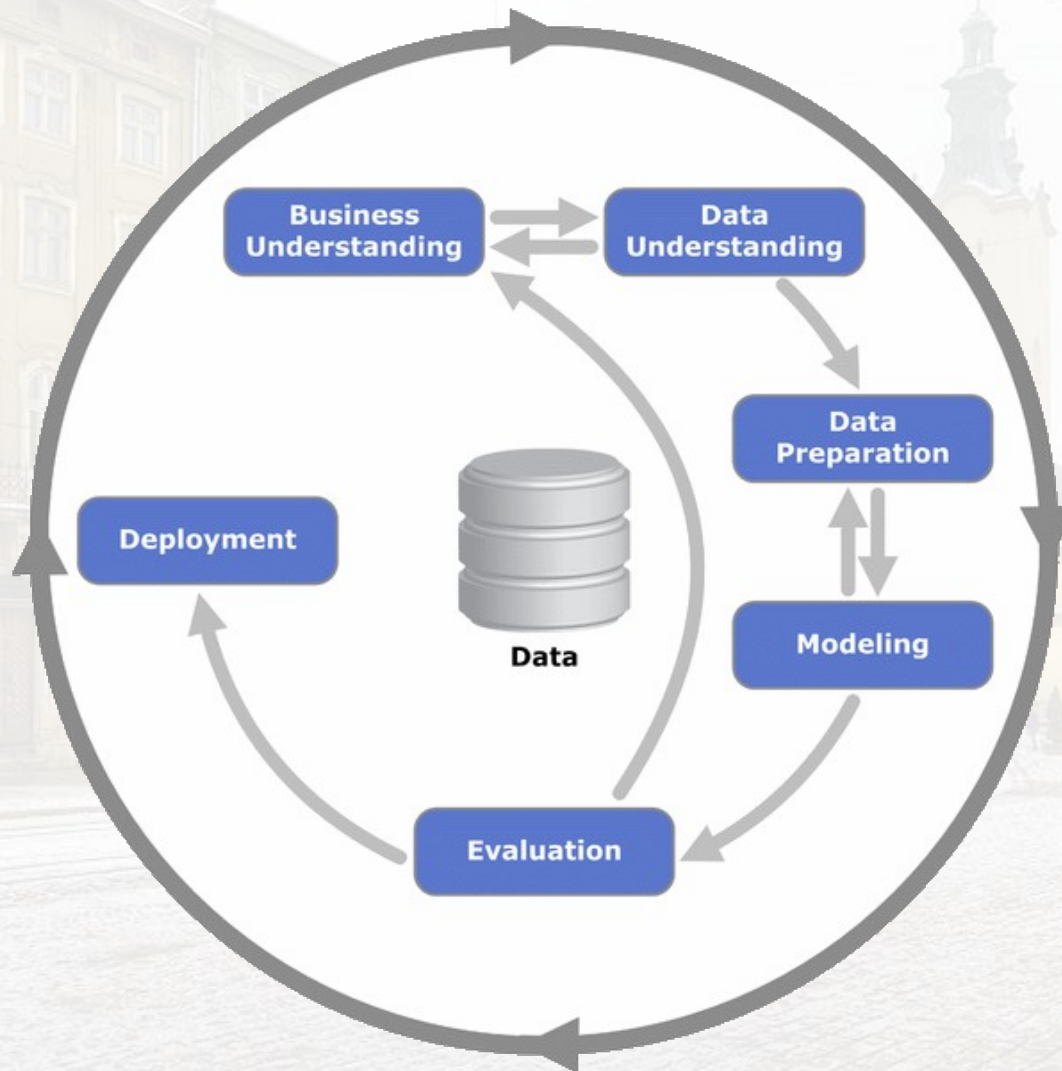 Business
Understanding
Data
Understanding
Data
Preparation
Deployment
Modeling
Data
Evaluation